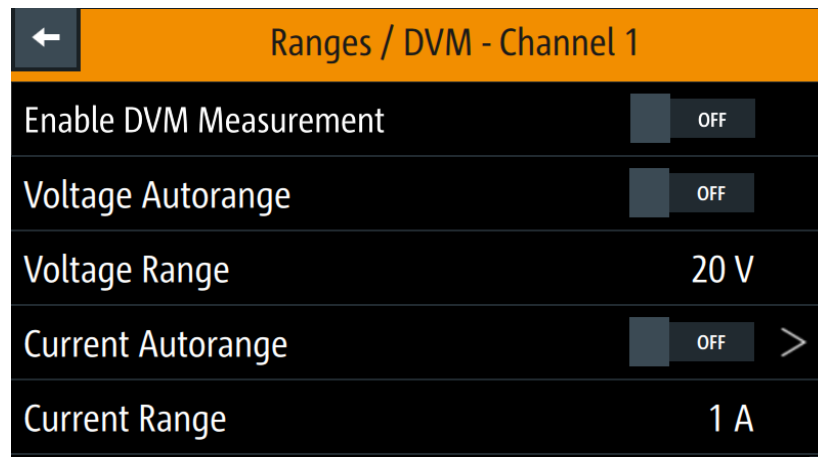 Ranges / DVM - Channel 1
Enable DVM Measurement OFF
Voltage Autorange OFF
Voltage Range 20 V
Current Autorange OFF
Current Range 1 A